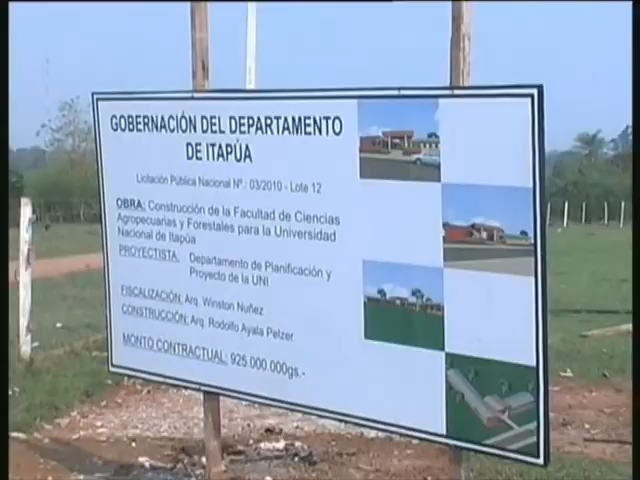 GOBERNACIÓN DEL DEPARTAMENTO
DE ITAPÚA
Licitación Pública Nacional Nº.: 03/2010 - Lote 12
OBRA: Construcción de la Facultad de Ciencias
Agropecuarias y Forestales para la Universidad
Nacional de Itapúa
PROYECTISTA: Departamento de Planificación y
Proyecto de la UNI
FISCALIZACIÓN: Arq. Winston Nuñez
CONSTRUCCIÓN: Arq. Rodolfo Ayala Pelzer
MONTO CONTRACTUAL: 925.000.000gs.-